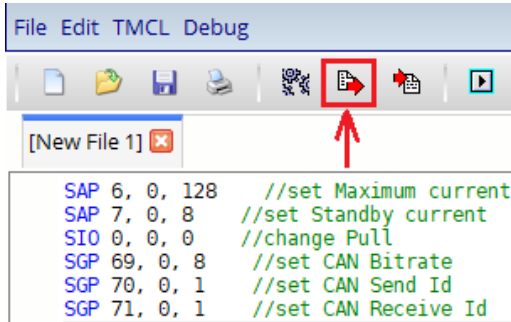 File Edit TMCL Debug
[New File 1]
SAP 6, 0, 128 //set Maximum current
SAP 7, 0, 8 //set Standby current
SIO 0, 0, 0 //change Pull
SGP 69, 0, 8 //set CAN Bitrate
SGP 70, 0, 1 //set CAN Send Id
SGP 71, 0, 1 //set CAN Receive Id